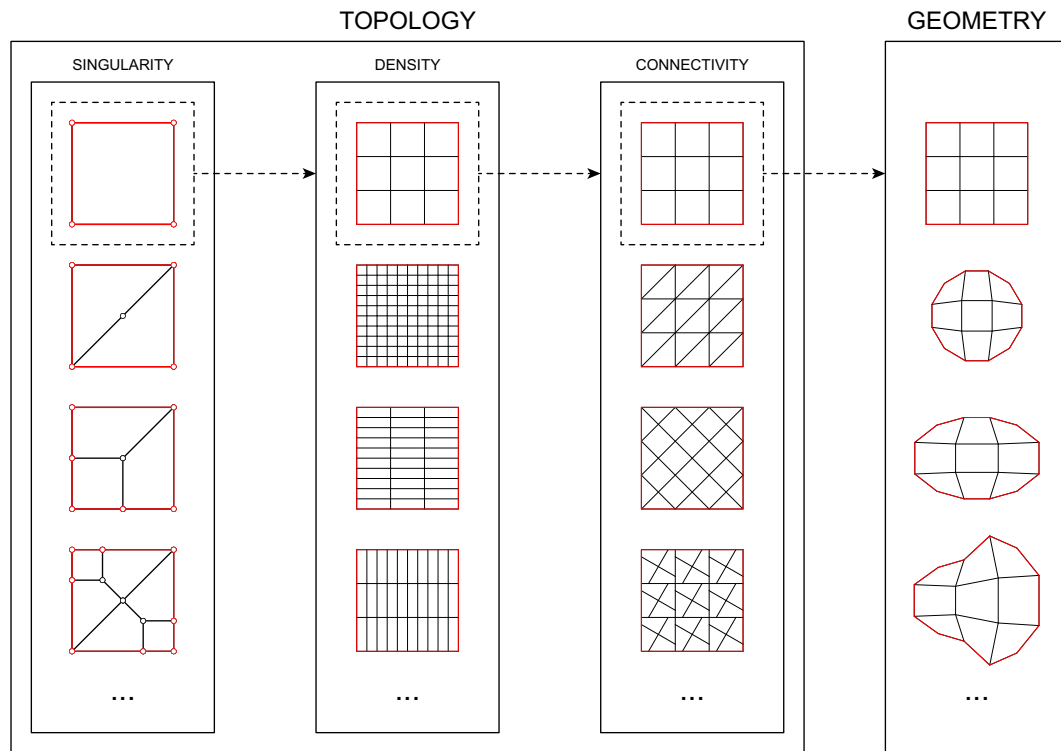 TOPOLOGY
GEOMETRY
SINGULARITY
DENSITY
CONNECTIVITY
...
...
...
...